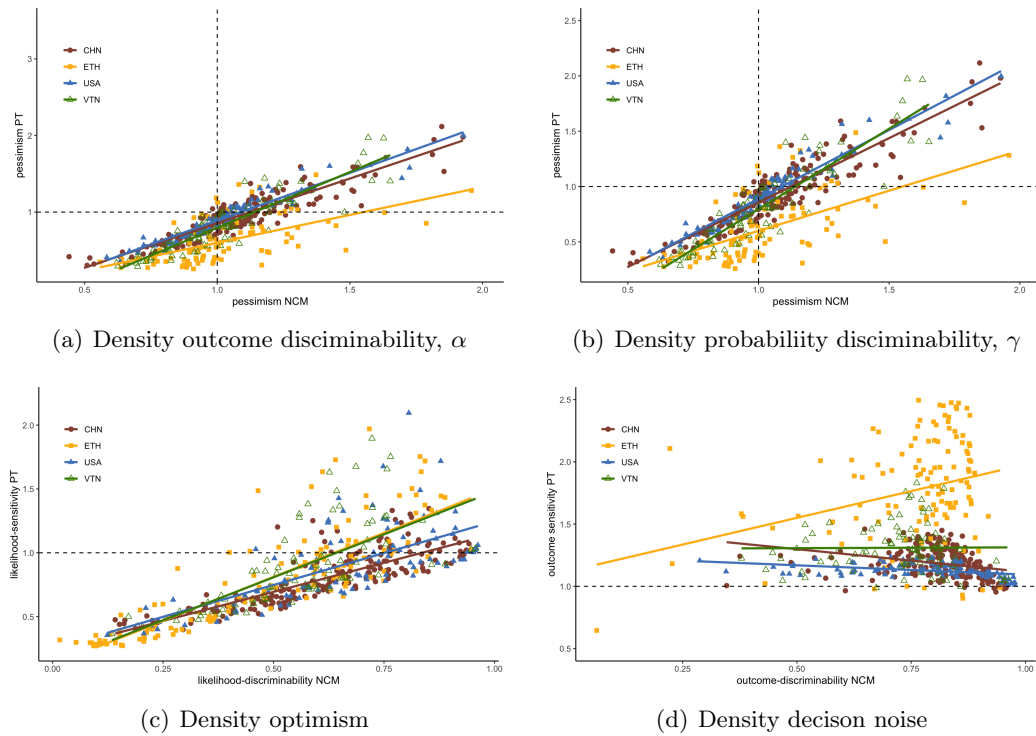 3
2
1
pessimism PT
CHN
ETH
USA
VTN
0.5 1.0 1.5 2.0
pessimism NCM
(a) Density outcome disciminability, α
2.0
1.5
1.0
0.5
pessimism PT
CHN
ETH
USA
VTN
0.5 1.0 1.5 2.0
pessimism NCM
(b) Density probabiliity disciminability, γ
2.0
1.5
1.0
0.5
likelihood-sensitivity PT
CHN
ETH
USA
VTN
0.00 0.25 0.50 0.75 1.00
likelihood-discriminability NCM
(c) Density optimism
2.5
2.0
1.5
1.0
0.5
outcome sensitivity PT
CHN
ETH
USA
VTN
0.25 0.50 0.75 1.00
outcome-discriminability NCM
(d) Density decison noise